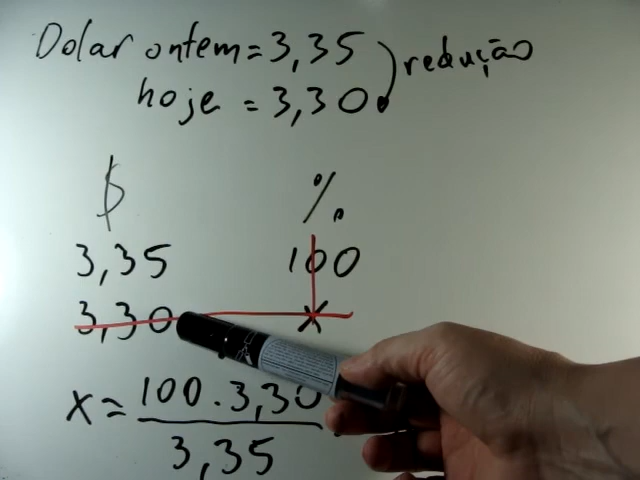 Dolar ontem = 3,35
redução
hoje = 3,30
$ %
3,35 100
3,30 x
x = 100 . 3,30
3,35